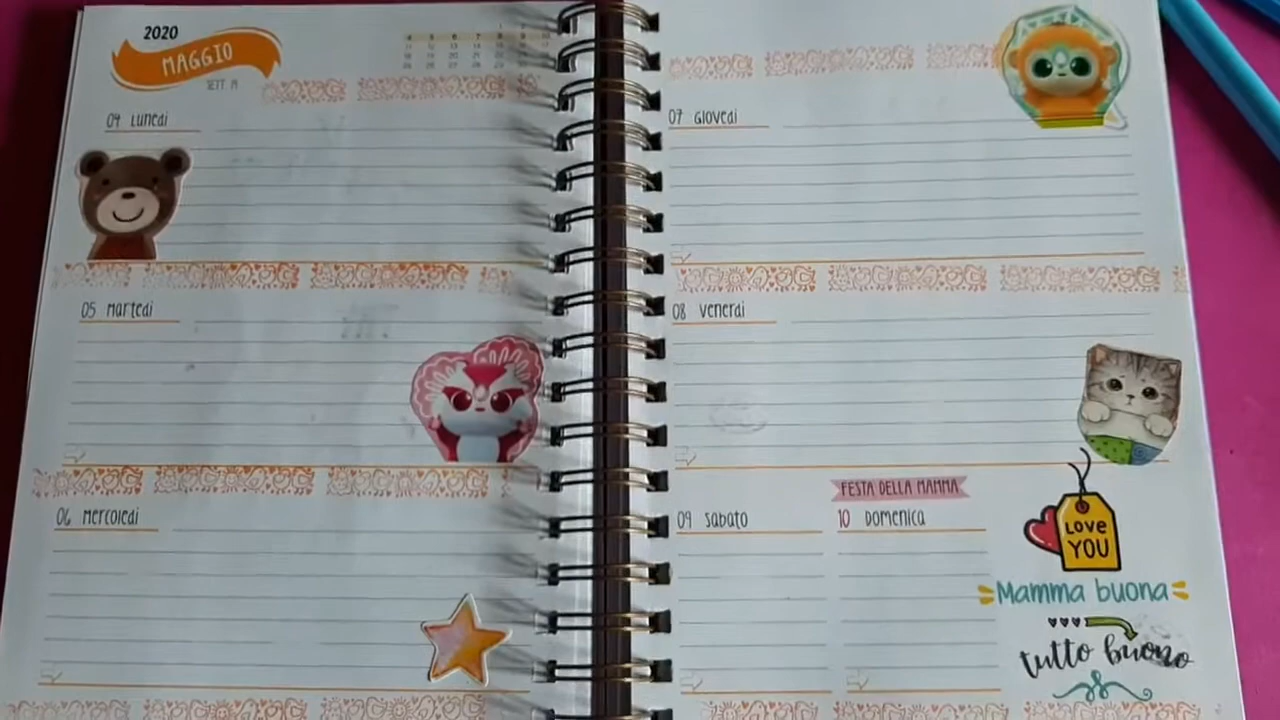 2020
MAGGIO
SETT 19
04 Lunedì
05 Martedì
06 Mercoledì
07 Giovedì
08 Venerdì
FESTA DELLA MAMMA
09 Sabato
10 Domenica
LOVE
YOU
Mamma buona
tutto buono